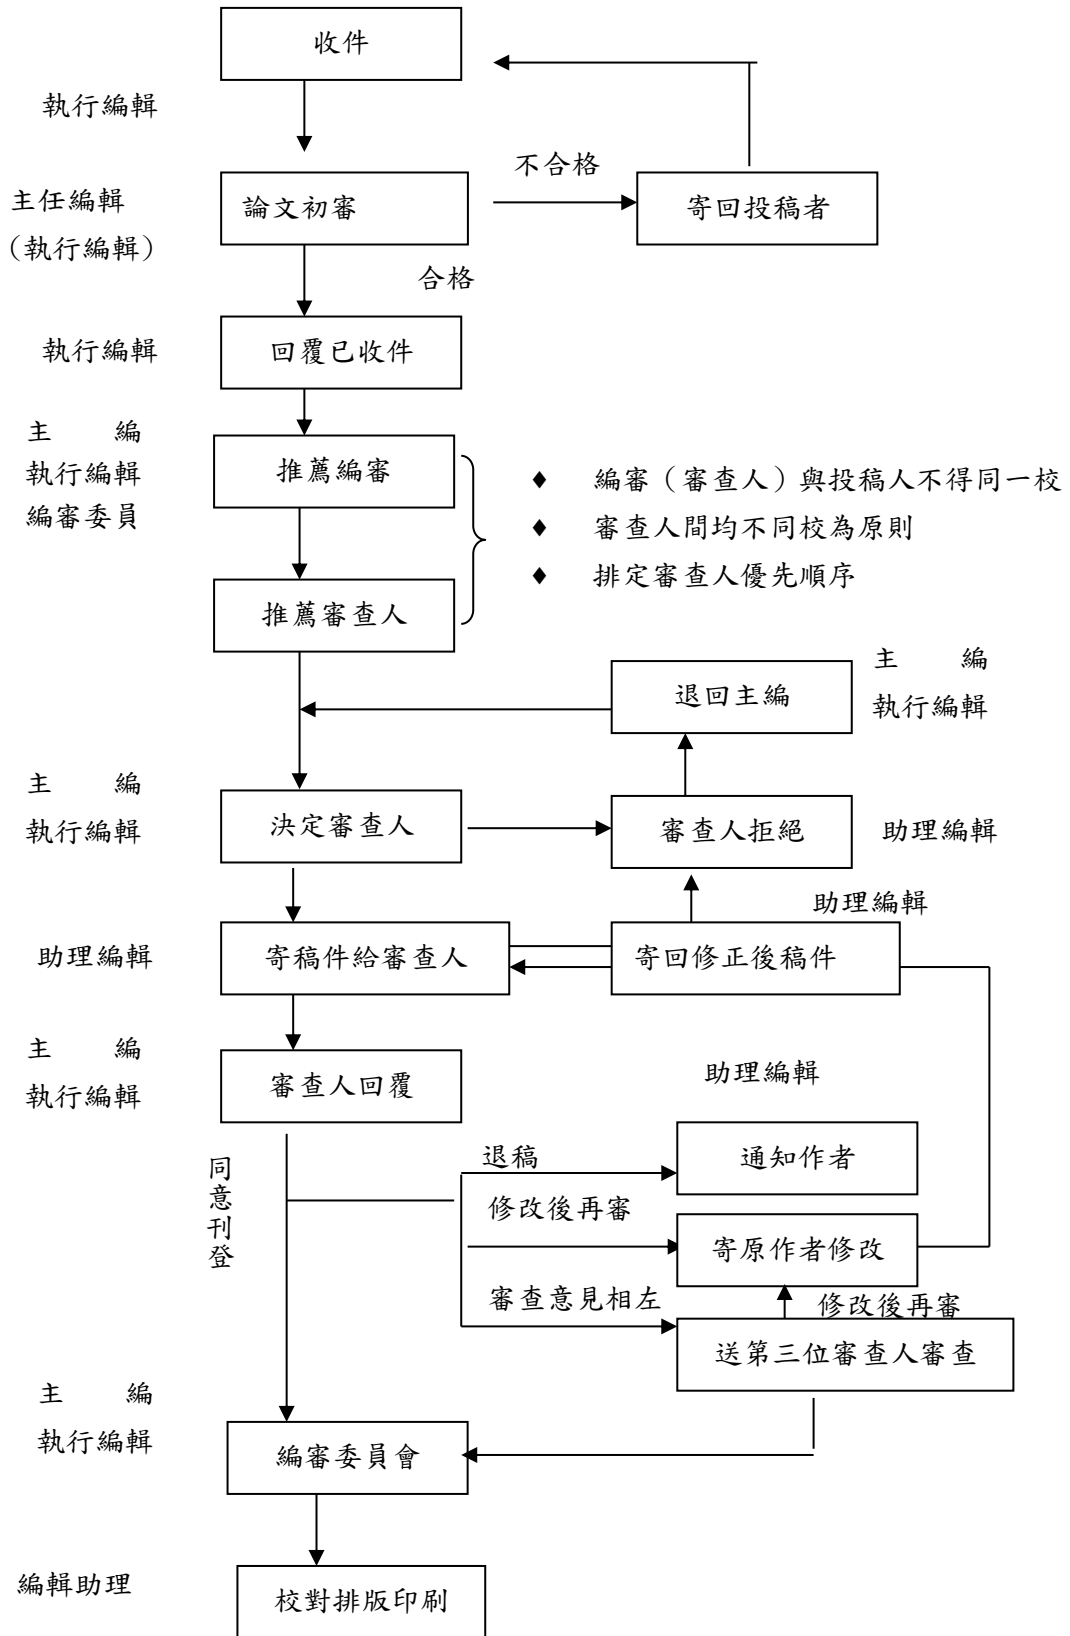 收件
執行編輯
不合格
主任編輯
(執行編輯)
論文初審
寄回投稿者
合格
執行編輯
回覆已收件
主 編
執行編輯
編審委員
推薦編審
♦ 編審（審查人）與投稿人不得同一校
♦ 審查人間均不同校為原則
♦ 排定審查人優先順序
推薦審查人
退回主編
主 編
執行編輯
主 編
執行編輯
決定審查人
審查人拒絕
助理編輯
助理編輯
助理編輯
寄稿件給審查人
寄回修正後稿件
主 編
執行編輯
審查人回覆
助理編輯
同意刊登
退稿
通知作者
修改後再審
寄原作者修改
審查意見相左
修改後再審
送第三位審查人審查
主 編
執行編輯
編審委員會
編輯助理
校對排版印刷